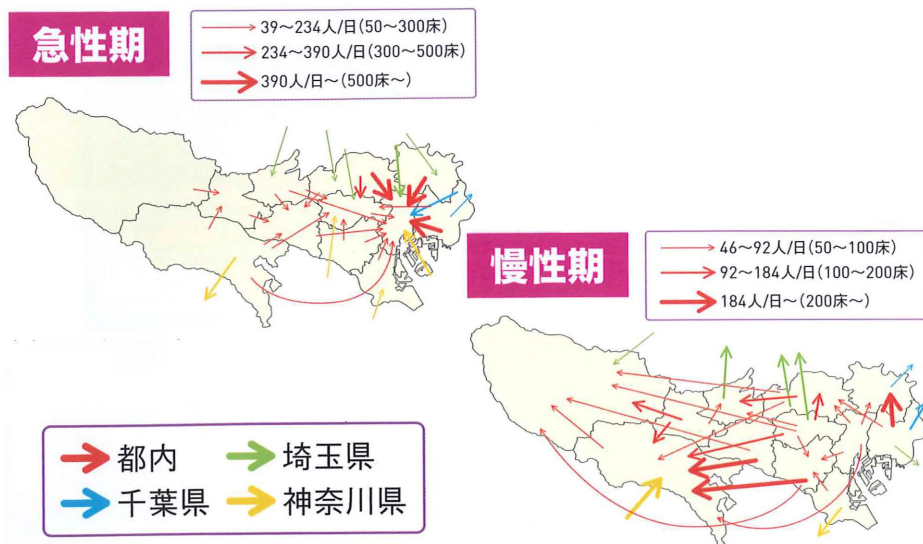 急性期
39〜234人/日(50〜300床)
234〜390人/日(300〜500床)
390人/日〜(500床〜)
慢性期
46〜92人/日(50〜100床)
92〜184人/日(100〜200床)
184人/日〜(200床〜)
都内
埼玉県
千葉県
神奈川県